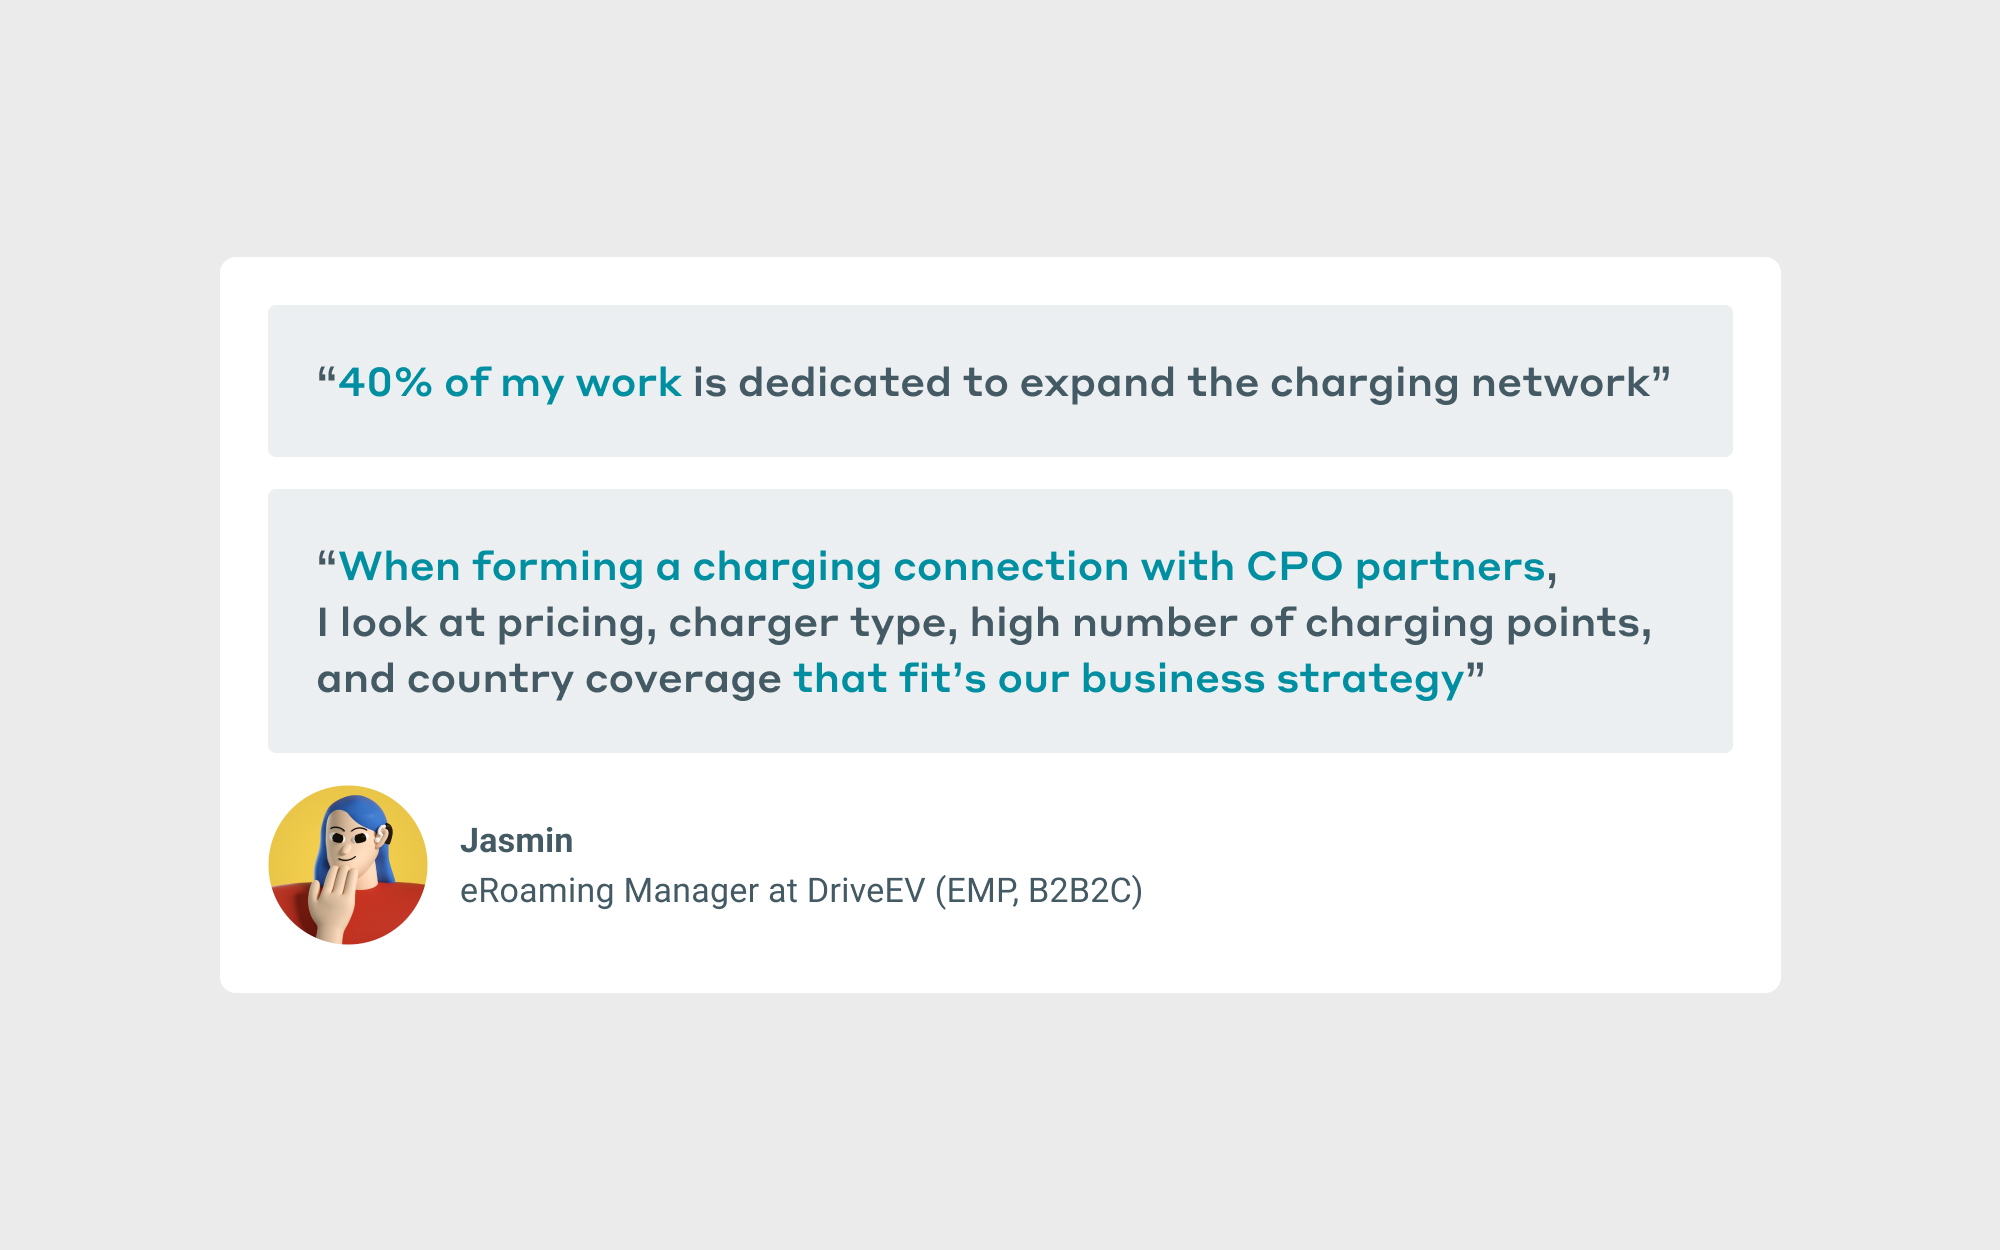 “40% of my work is dedicated to expand the charging network”
“When forming a charging connection with CPO partners,
I look at pricing, charger type, high number of charging points,
and country coverage that fit’s our business strategy”
Jasmin
eRoaming Manager at DriveEV (EMP, B2B2C)